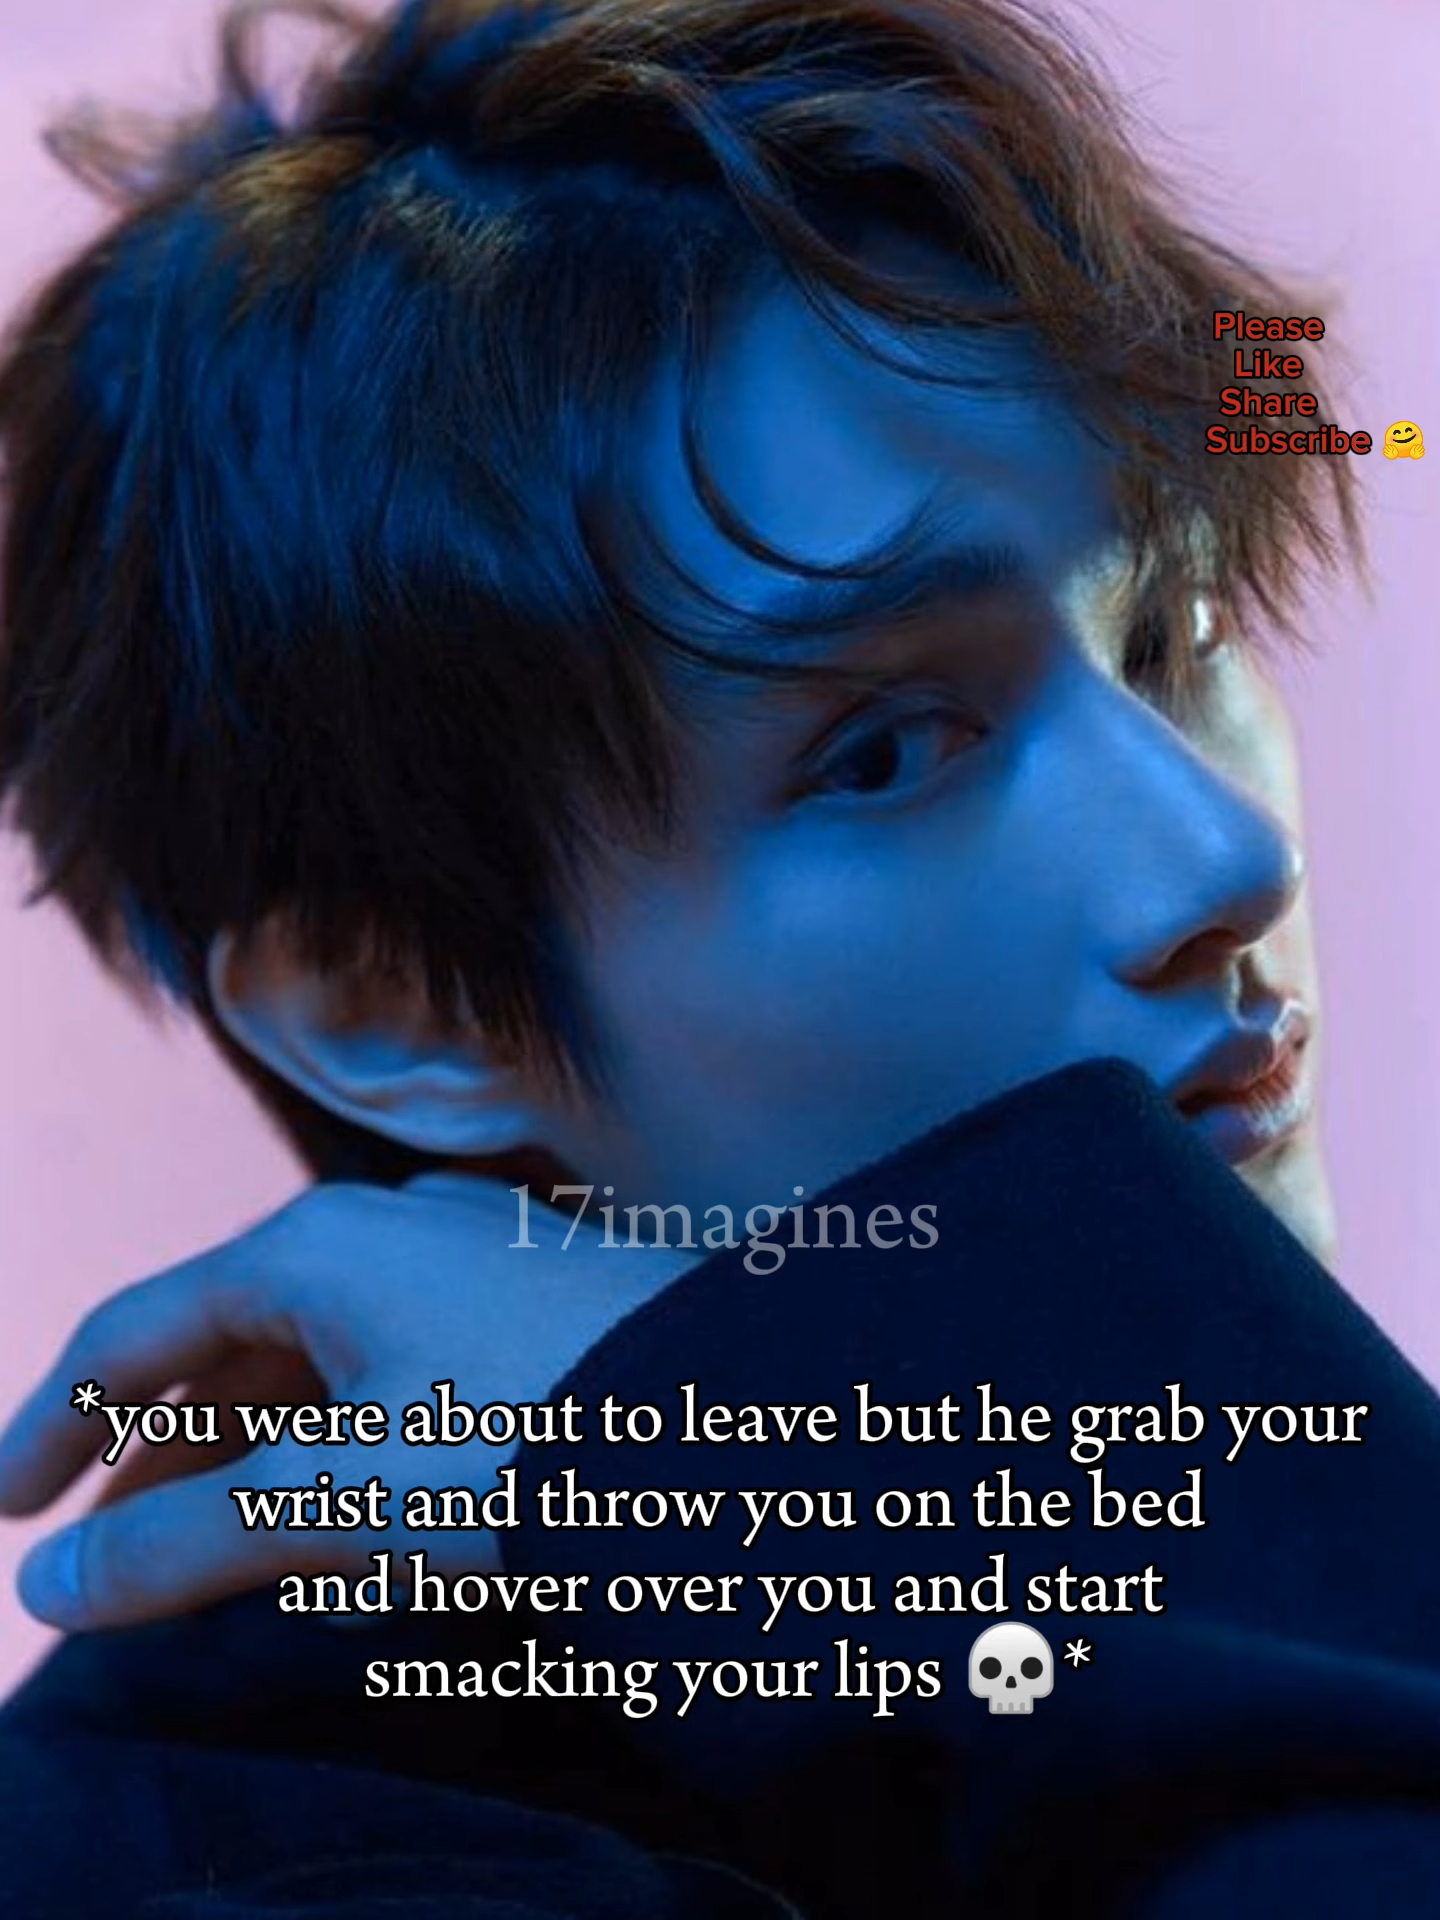 Please
Like
Share
Subscribe 🤗
17imagines
*you were about to leave but he grab your
wrist and throw you on the bed
and hover over you and start
smacking your lips 💀*